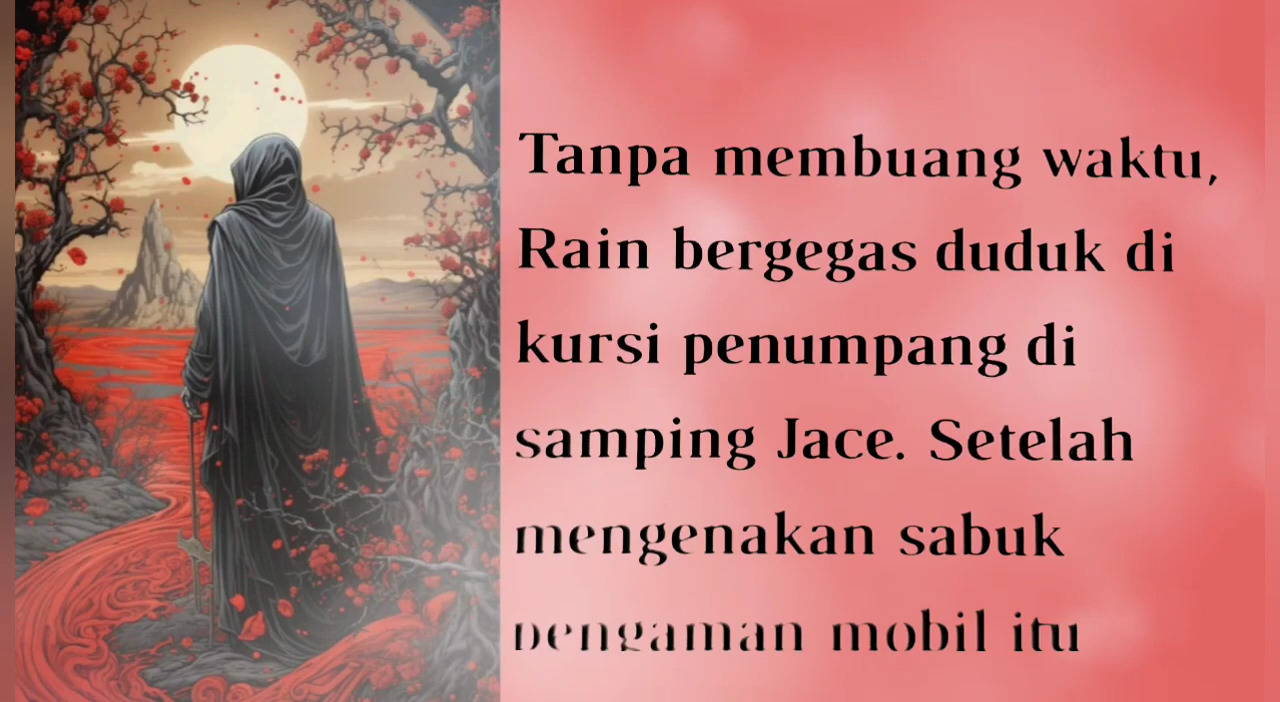 Tanpa membuang waktu,
Rain bergegas duduk di
kursi penumpang di
samping Jace. Setelah
mengenakan sabuk
pengaman mobil itu